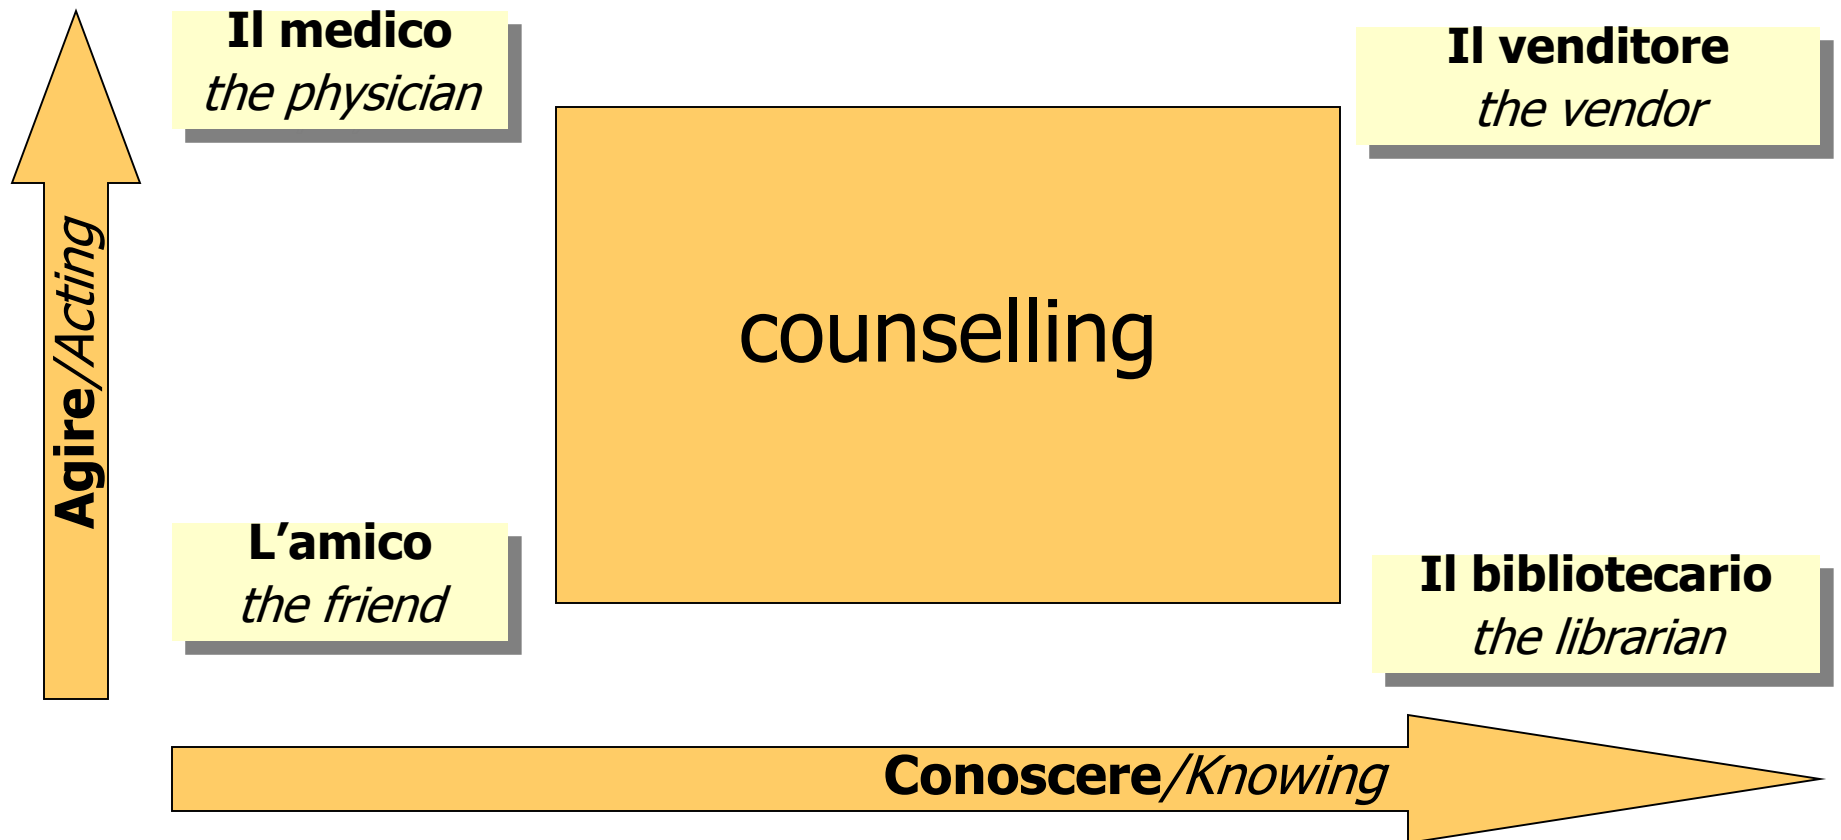 Il medico
the physician
Il venditore
the vendor
Agire/Acting
counselling
L’amico
the friend
Il bibliotecario
the librarian
Conoscere/Knowing